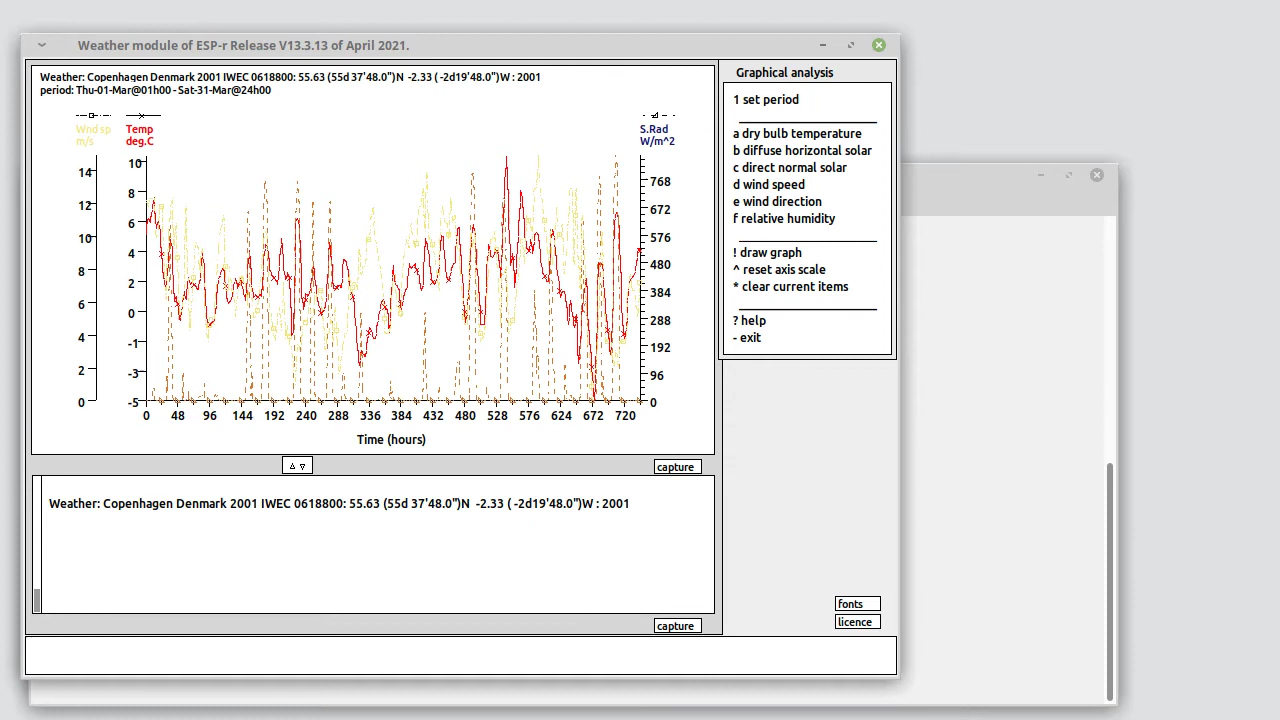 Weather module of ESP-r Release V13.3.13 of April 2021.
Weather: Copenhagen Denmark 2001 IWEC 0618800: 55.63 (55d 37'48.0")N -2.33 ( -2d19'48.0")W : 2001
period: Thu-01-Mar@01h00 - Sat-31-Mar@24h00
Wnd sp
m/s
Temp
deg.C
S.Rad
W/m^2
14
12
10
8
6
4
2
0
10
8
6
4
2
0
-1
-3
-5
768
672
576
480
384
288
192
96
0
0 48 96 144 192 240 288 336 384 432 480 528 576 624 672 720
Time (hours)
capture
Weather: Copenhagen Denmark 2001 IWEC 0618800: 55.63 (55d 37'48.0")N -2.33 ( -2d19'48.0")W : 2001
capture
Graphical analysis
1 set period
a dry bulb temperature
b diffuse horizontal solar
c direct normal solar
d wind speed
e wind direction
f relative humidity
! draw graph
^ reset axis scale
* clear current items
? help
- exit
fonts
licence